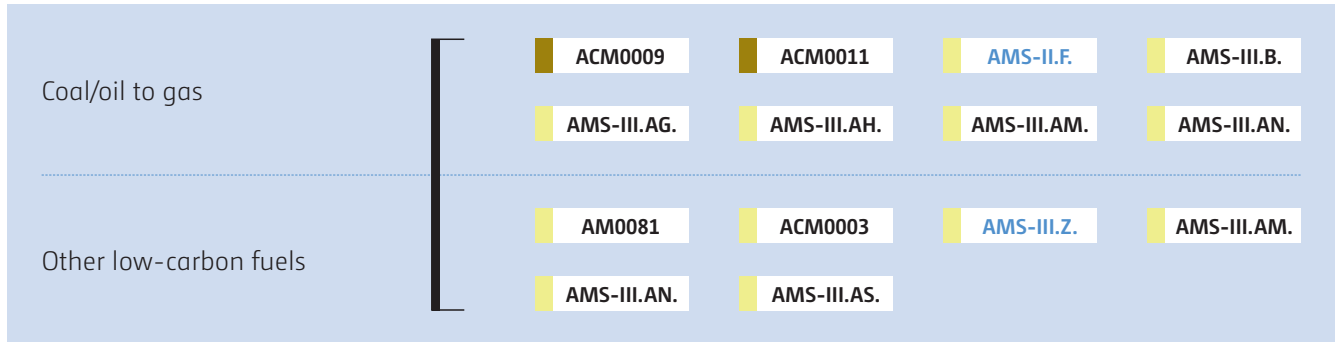 Coal/oil to gas
ACM0009 ACM0011 AMS-II.F. AMS-III.B.
AMS-III.AG. AMS-III.AH. AMS-III.AM. AMS-III.AN.
Other low-carbon fuels
AM0081 ACM0003 AMS-III.Z. AMS-III.AM.
AMS-III.AN. AMS-III.AS.